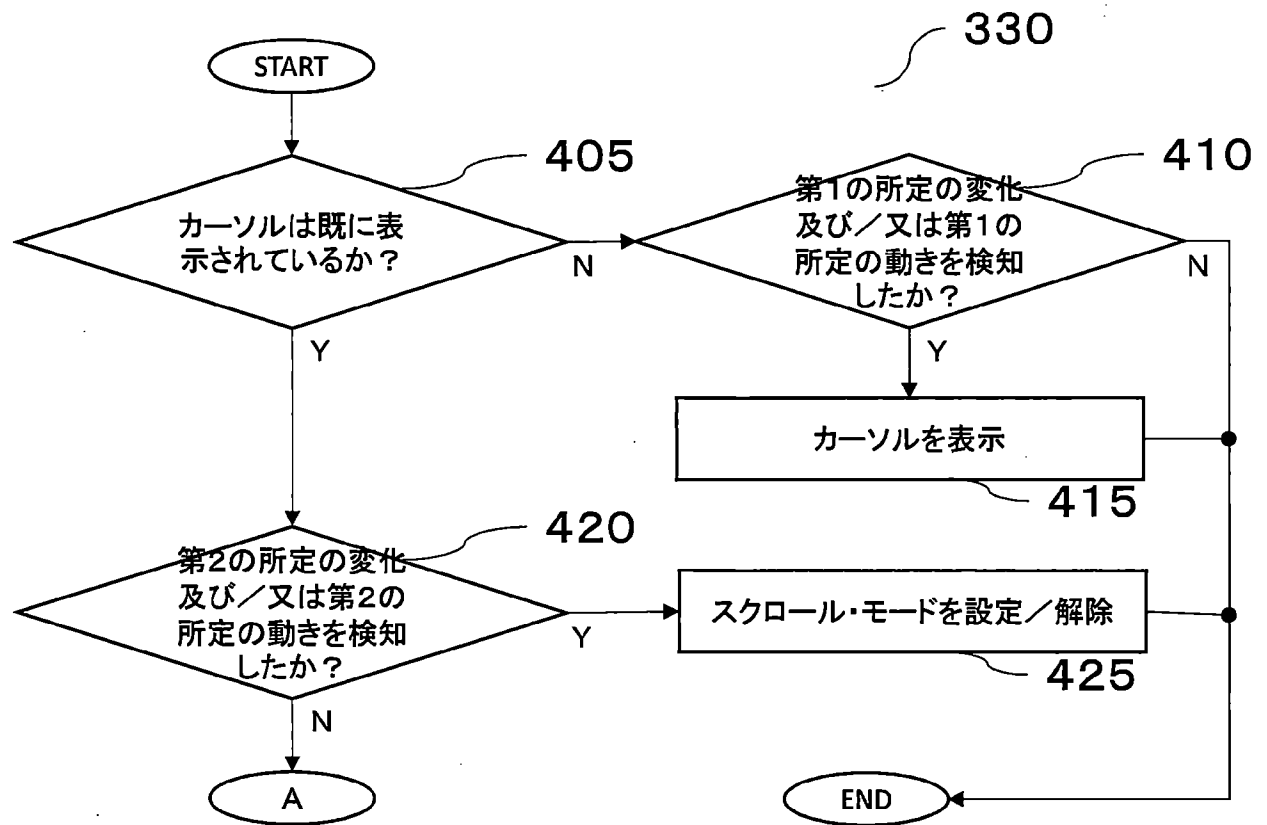 330
START
405
カーソルは既に表
示されているか？
N
Y
410
第1の所定の変化
及び／又は第1の
所定の動きを検知
したか？
N
Y
カーソルを表示
415
420
第2の所定の変化
及び／又は第2の
所定の動きを検知
したか？
Y
N
スクロール・モードを設定／解除
425
A
END